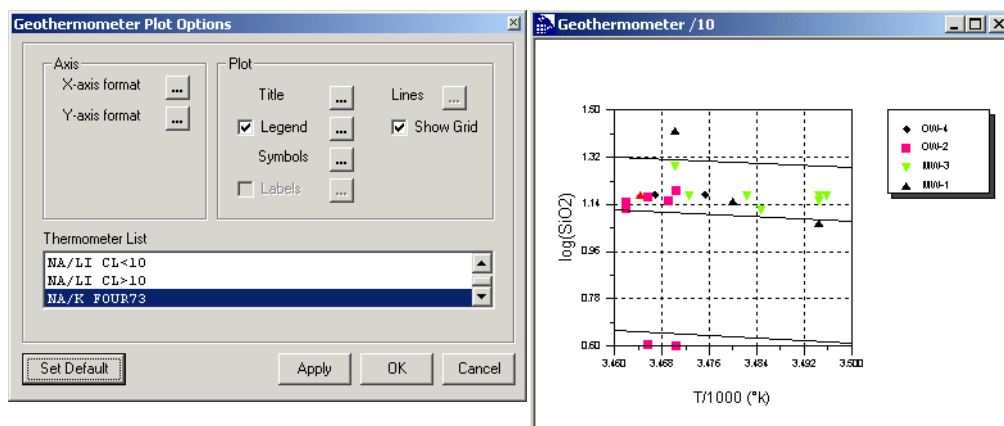 Geothermometer Plot Options
Axis
X-axis format ...
Y-axis format ...
Plot
Title ...
Lines ...
Legend ...
Show Grid
Symbols ...
Labels ...
Thermometer List
NA/LI CL<10
NA/LI CL>10
NA/K FOUR73
Set Default
Apply
OK
Cancel
Geothermometer /10
1.50
1.32
1.14
0.96
0.78
0.60
log(SiO2)
3.460
3.468
3.476
3.484
3.492
3.500
T/1000 (°k)
OW-4
OW-2
MW-3
MW-1